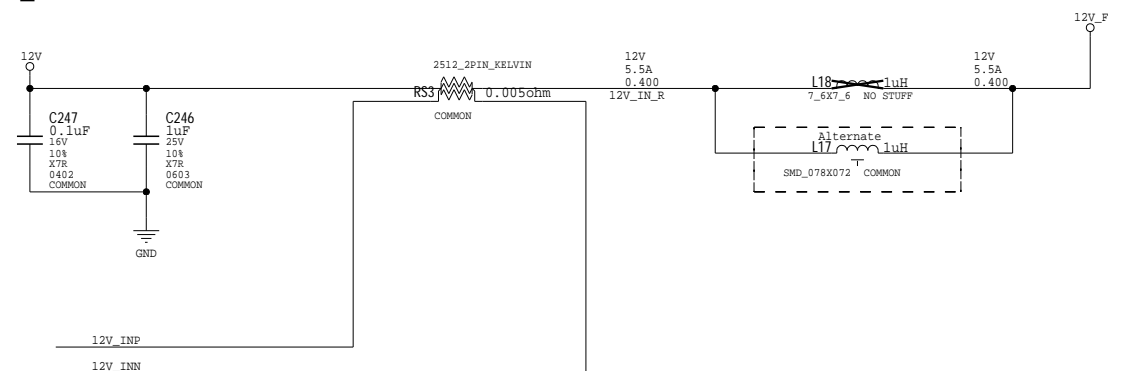 12V_F
12V
2512_2PIN_KELVIN
RS3
0.005ohm
COMMON
12V
5.5A
0.400
12V_IN_R
L18
1uH
7_6X7_6 NO STUFF
12V
5.5A
0.400
C247
0.1uF
16V
10%
X7R
0402
COMMON
C246
1uF
25V
10%
X7R
0603
COMMON
Alternate
L17
1uH
SMD_078X072 COMMON
GND
12V_INP
12V_INN